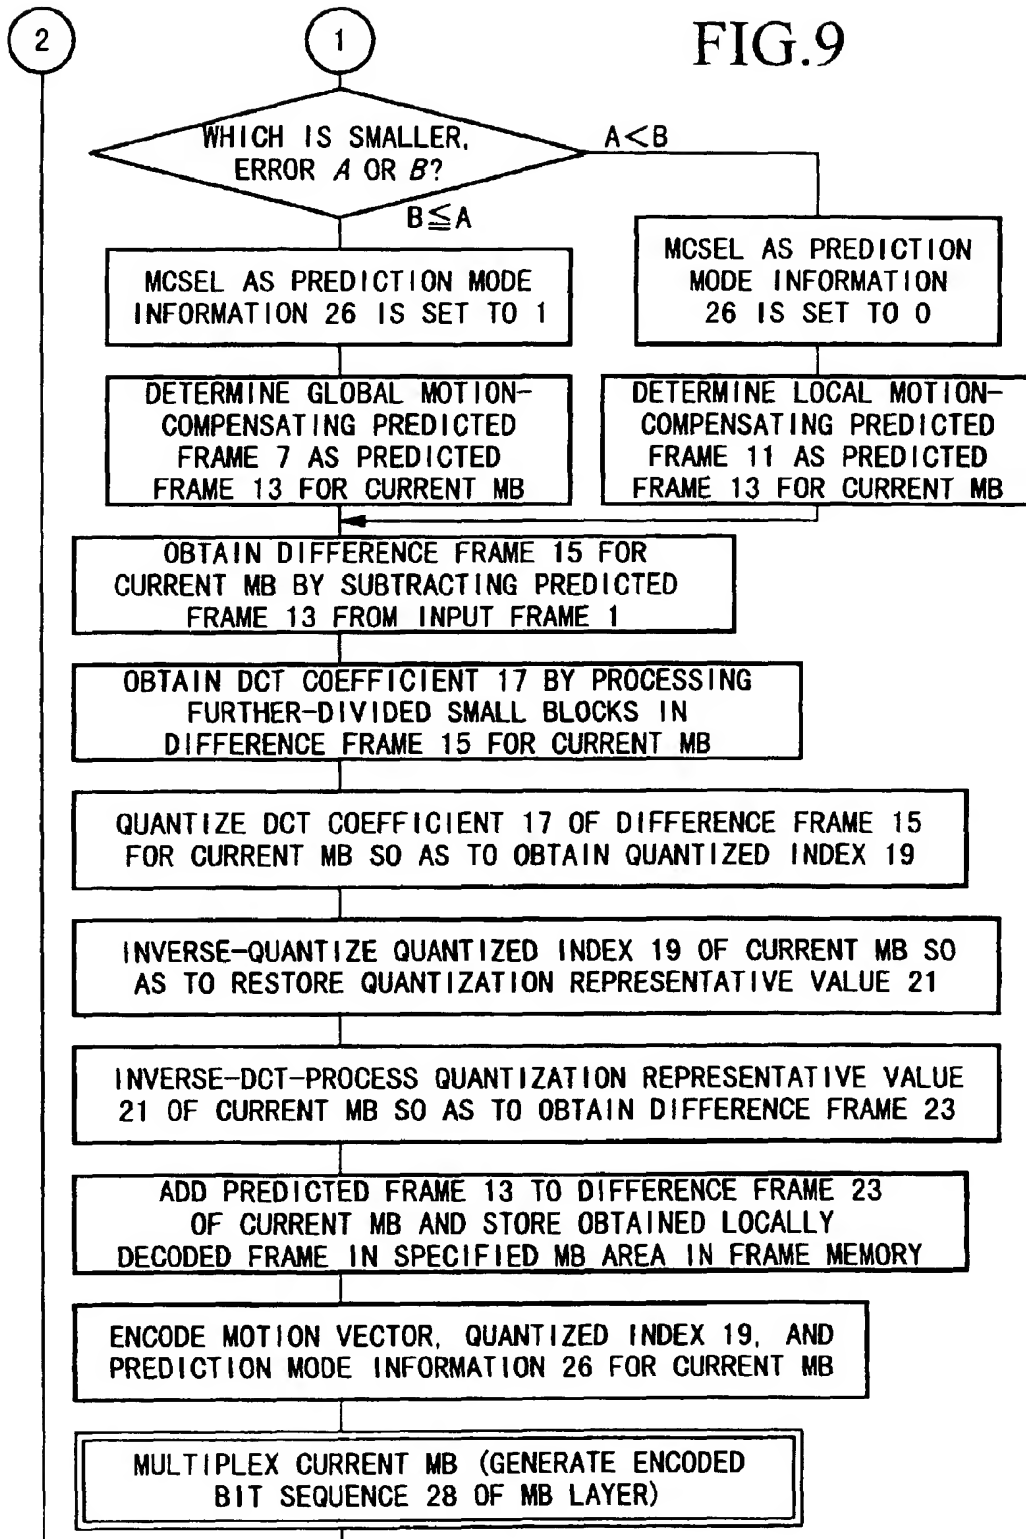 2
1
FIG.9
WHICH IS SMALLER,
ERROR A OR B?
A<B
B≦A
MCSEL AS PREDICTION MODE
INFORMATION 26 IS SET TO 1
MCSEL AS PREDICTION
MODE INFORMATION
26 IS SET TO 0
DETERMINE GLOBAL MOTION-
COMPENSATING PREDICTED
FRAME 7 AS PREDICTED
FRAME 13 FOR CURRENT MB
DETERMINE LOCAL MOTION-
COMPENSATING PREDICTED
FRAME 11 AS PREDICTED
FRAME 13 FOR CURRENT MB
OBTAIN DIFFERENCE FRAME 15 FOR
CURRENT MB BY SUBTRACTING PREDICTED
FRAME 13 FROM INPUT FRAME 1
OBTAIN DCT COEFFICIENT 17 BY PROCESSING
FURTHER-DIVIDED SMALL BLOCKS IN
DIFFERENCE FRAME 15 FOR CURRENT MB
QUANTIZE DCT COEFFICIENT 17 OF DIFFERENCE FRAME 15
FOR CURRENT MB SO AS TO OBTAIN QUANTIZED INDEX 19
INVERSE-QUANTIZE QUANTIZED INDEX 19 OF CURRENT MB SO
AS TO RESTORE QUANTIZATION REPRESENTATIVE VALUE 21
INVERSE-DCT-PROCESS QUANTIZATION REPRESENTATIVE VALUE
21 OF CURRENT MB SO AS TO OBTAIN DIFFERENCE FRAME 23
ADD PREDICTED FRAME 13 TO DIFFERENCE FRAME 23
OF CURRENT MB AND STORE OBTAINED LOCALLY
DECODED FRAME IN SPECIFIED MB AREA IN FRAME MEMORY
ENCODE MOTION VECTOR, QUANTIZED INDEX 19, AND
PREDICTION MODE INFORMATION 26 FOR CURRENT MB
MULTIPLEX CURRENT MB (GENERATE ENCODED
BIT SEQUENCE 28 OF MB LAYER)